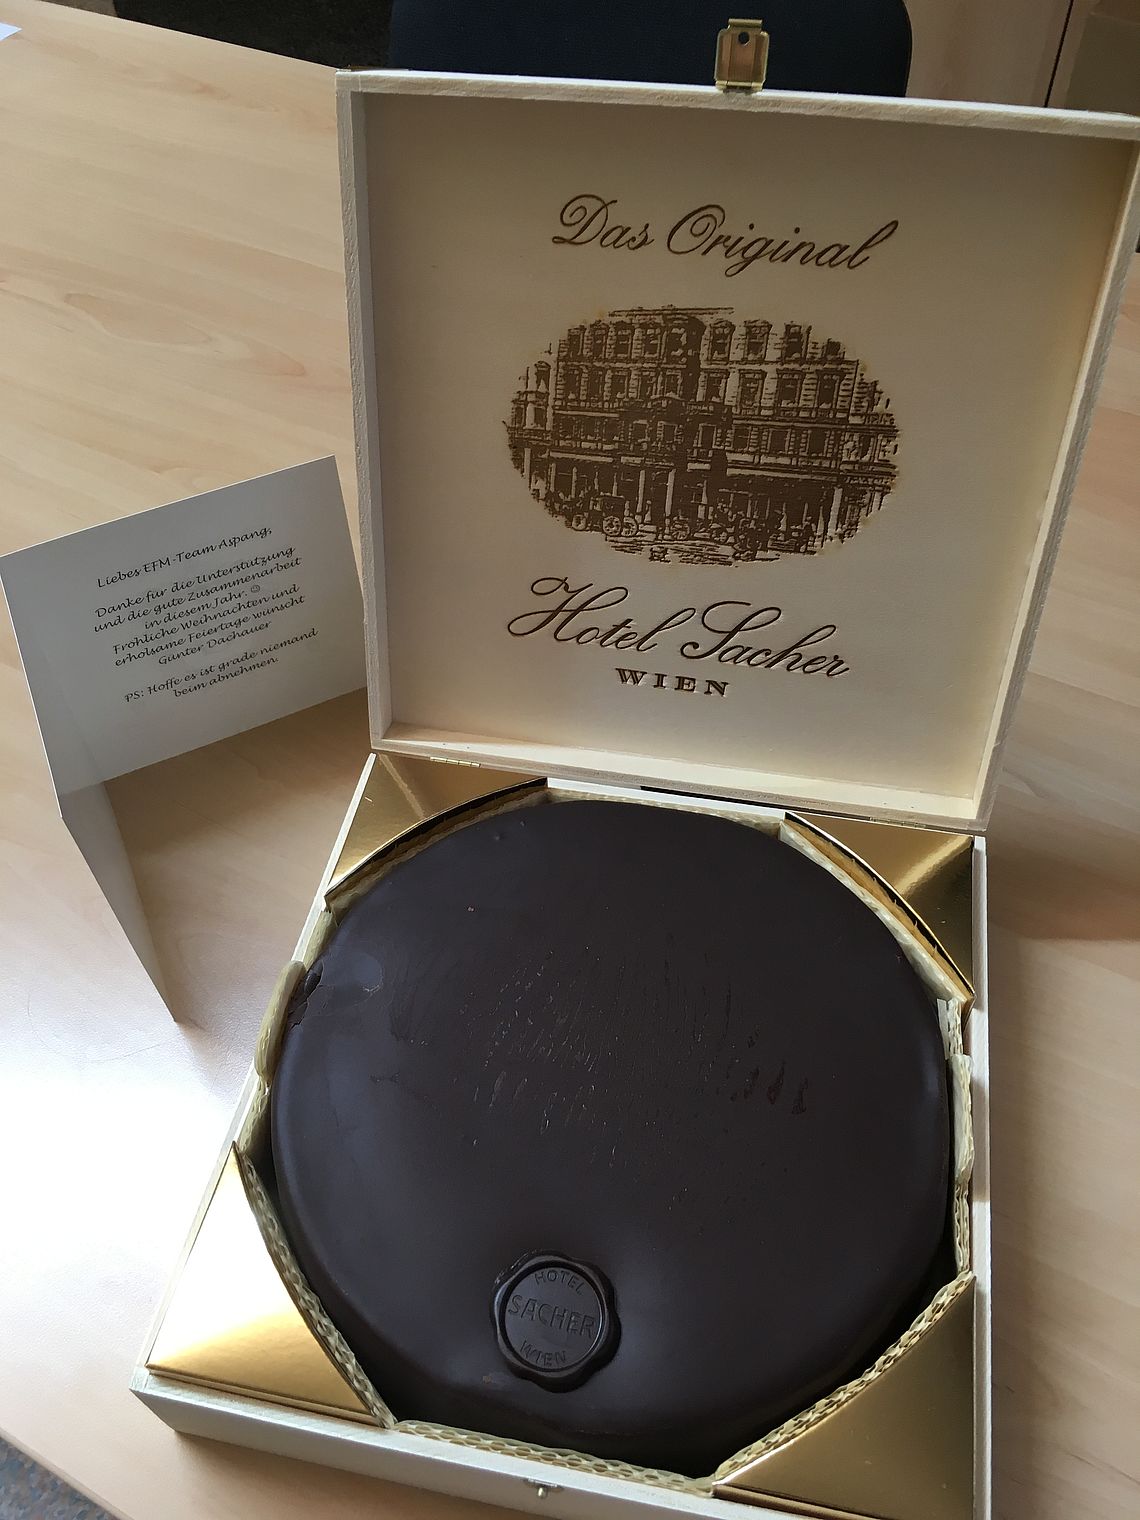 Das Original
Hotel Sacher
WIEN
Liebes EFM-Team Aspang,
Danke für die Unterstützung
und die gute Zusammenarbeit
in diesem Jahr. ☺
Fröhliche Weihnachten und
erholsame Feiertage wünscht
Günter Dachauer
PS: Hoffe es ist grade niemand
beim abnehmen.
HOTEL
SACHER
WIEN